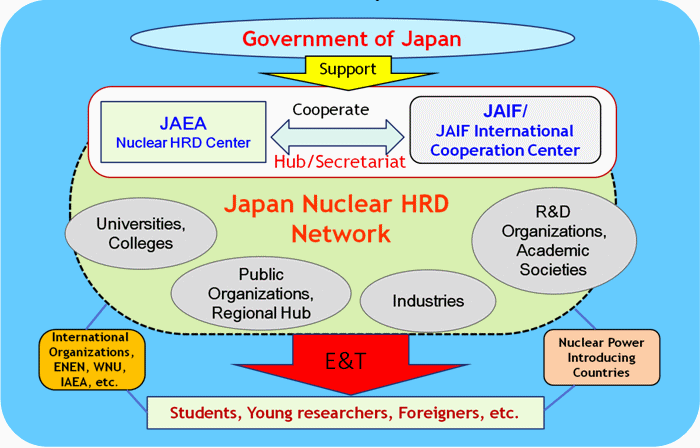 Government of Japan
Support
JAEA
Nuclear HRD Center
Cooperate
Hub/Secretariat
JAIF/
JAIF International
Cooperation Center
Japan Nuclear HRD
Network
Universities,
Colleges
Public
Organizations,
Regional Hub
Industries
R&D
Organizations,
Academic
Societies
International
Organizations,
ENEN, WNU,
IAEA, etc.
E&T
Nuclear Power
Introducing
Countries
Students, Young researchers, Foreigners, etc.